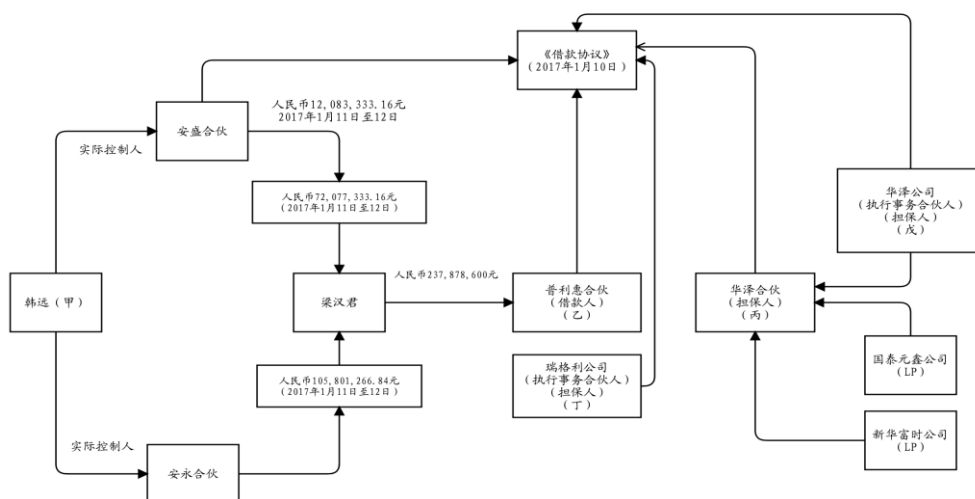 《借款协议》
(2017年1月10日)
人民币12,083,333.16元
2017年1月11日至12日
安盛合伙
实际控制人
人民币72,077,333.16元
(2017年1月11日至12日)
华泽公司
(执行事务合伙人)
(担保人)
(戊)
韩远(甲)
梁汉君
人民币237,878,600元
普利惠合伙
(借款人)
(乙)
华泽合伙
(担保人)
(丙)
国泰元鑫公司
(LP)
瑞格利公司
(执行事务合伙人)
(担保人)
(丁)
人民币105,801,266.84元
(2017年1月11日至12日)
新华富时公司
(LP)
实际控制人
安永合伙